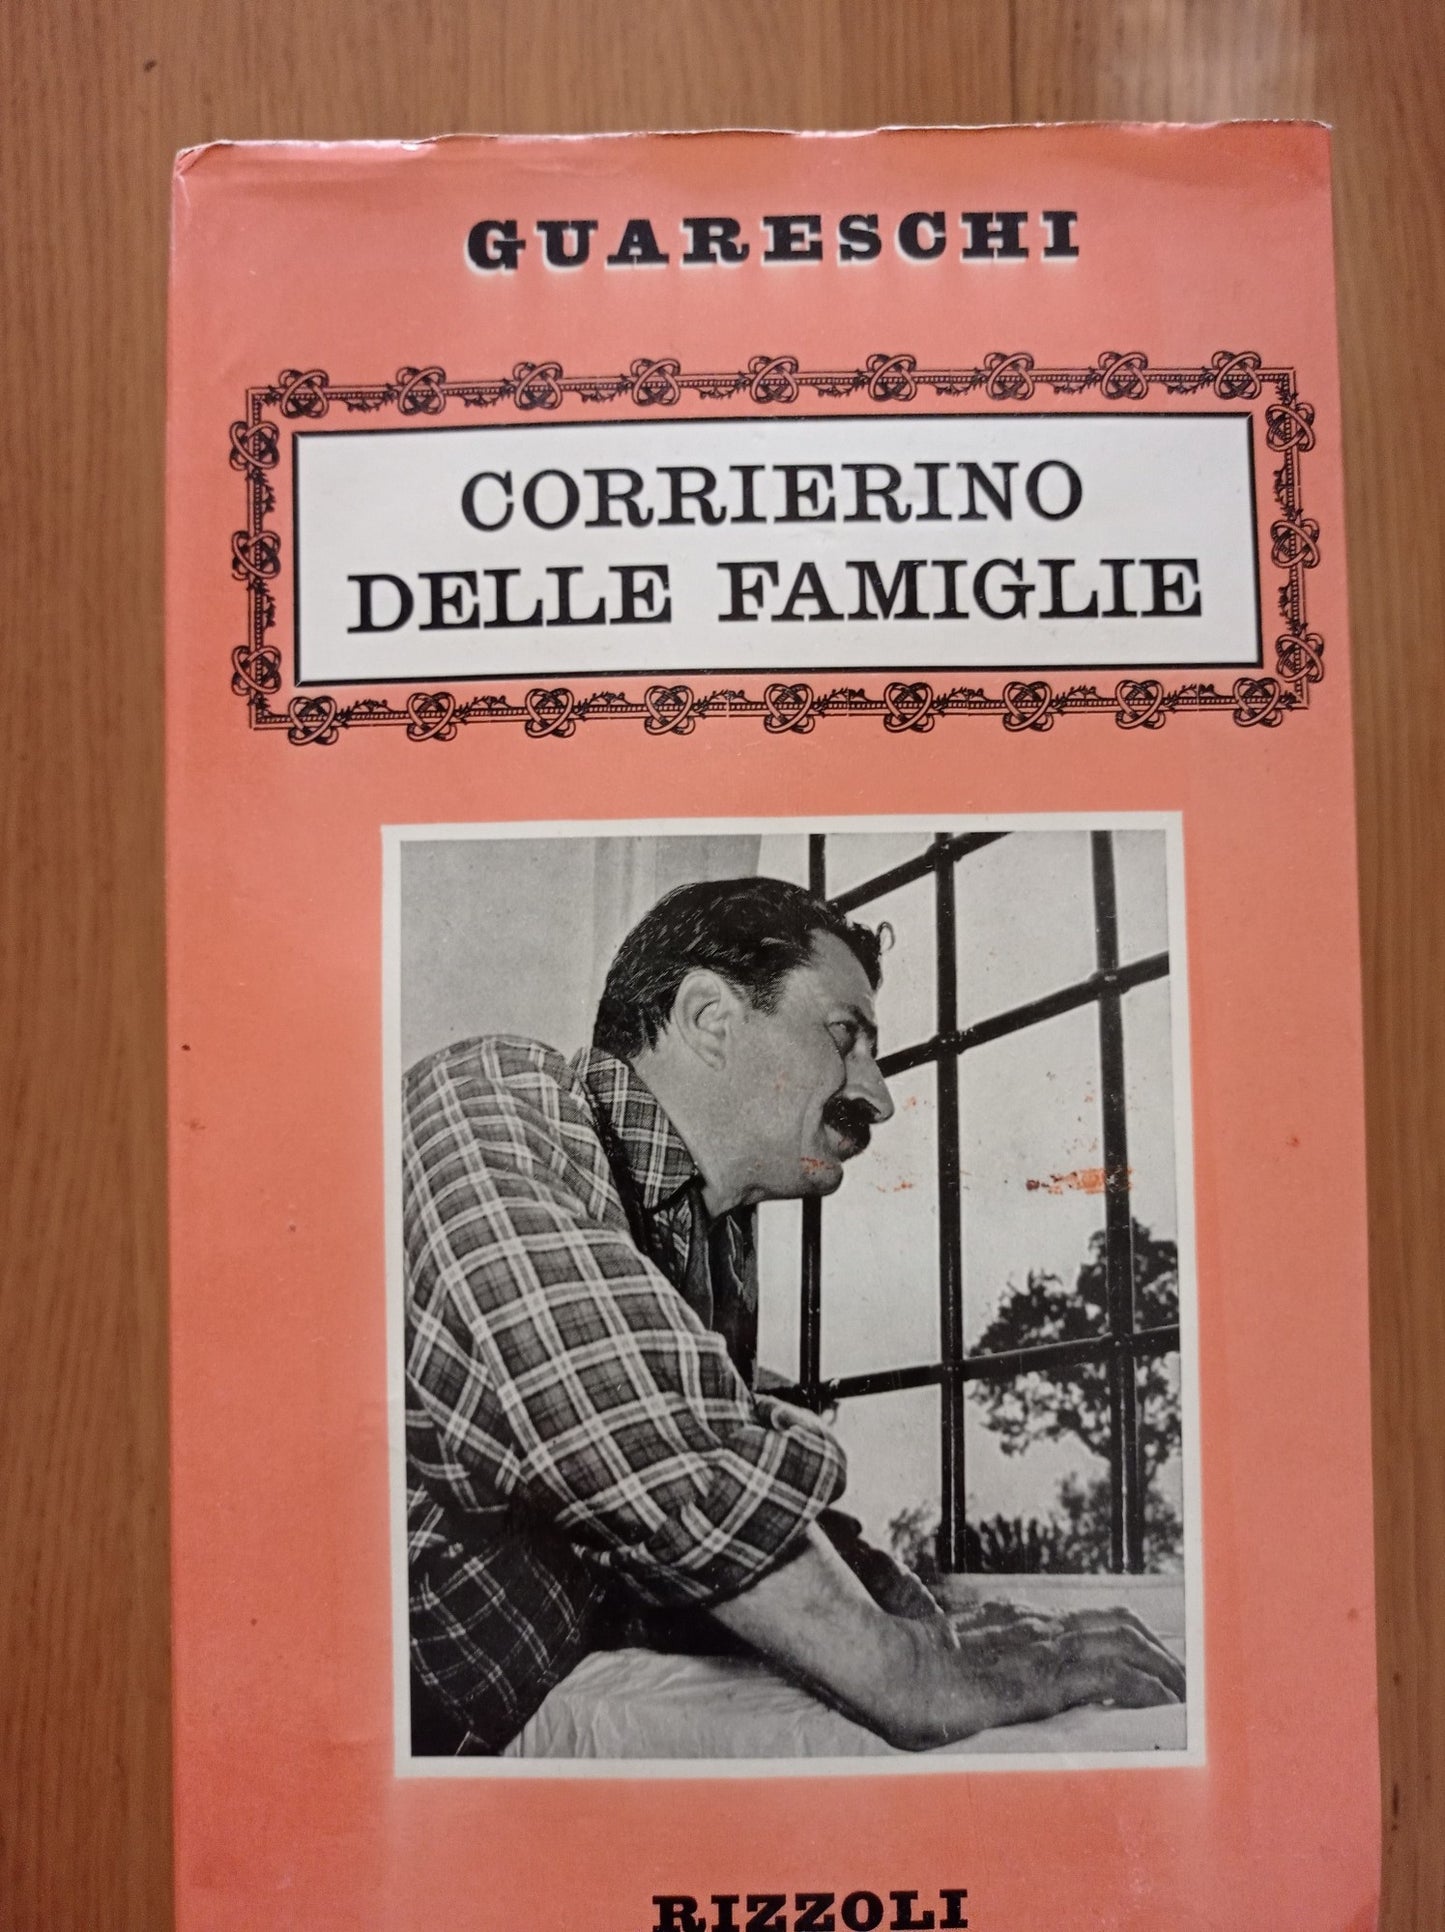 GUARESCHI
CORRIERINO
DELLE FAMIGLIE
RIZZOLI